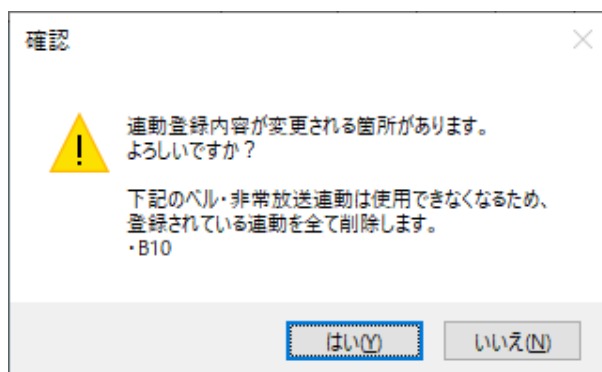 確認
連動登録内容が変更される箇所があります。
よろしいですか？
下記のベル・非常放送連動は使用できなくなるため、
登録されている連動を全て削除します。
・B10
はい(Y)
いいえ(N)